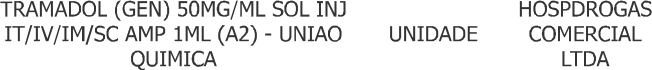 TRAMADOL (GEN) 50MG/ML SOL INJ
IT/IV/IM/SC AMP 1ML (A2) - UNIAO
QUIMICA
UNIDADE
HOSPDROGAS
COMERCIAL
LTDA